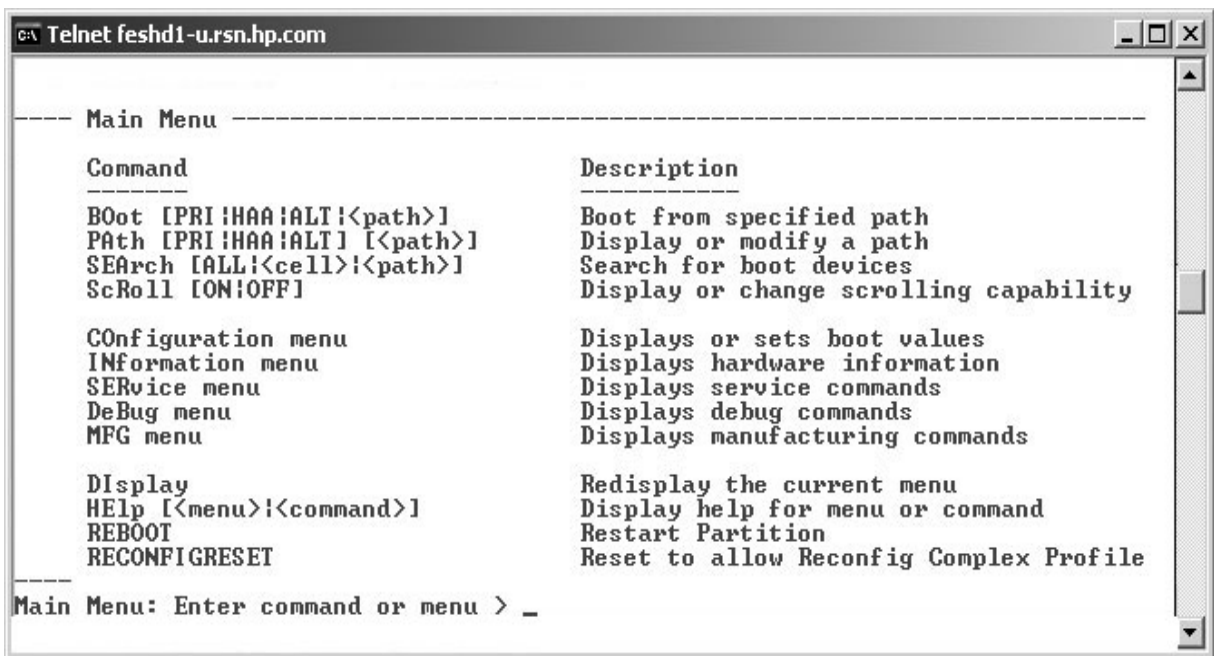 Telnet feshd1-u.rsn.hp.com
---- Main Menu ---------------------------------------------------------------
Command Description
------- -----------
BOot [PRI¦HAA¦ALT¦<path>] Boot from specified path
PAth [PRI¦HAA¦ALT] [<path>] Display or modify a path
SEArch [ALL¦<cell>¦<path>] Search for boot devices
ScRoll [ON¦OFF] Display or change scrolling capability
COnfiguration menu Displays or sets boot values
INformation menu Displays hardware information
SERvice menu Displays service commands
DeBug menu Displays debug commands
MFG menu Displays manufacturing commands
DIsplay Redisplay the current menu
HElp [<menu>¦<command>] Display help for menu or command
REBOOT Restart Partition
RECONFIGRESET Reset to allow Reconfig Complex Profile
----
Main Menu: Enter command or menu > _